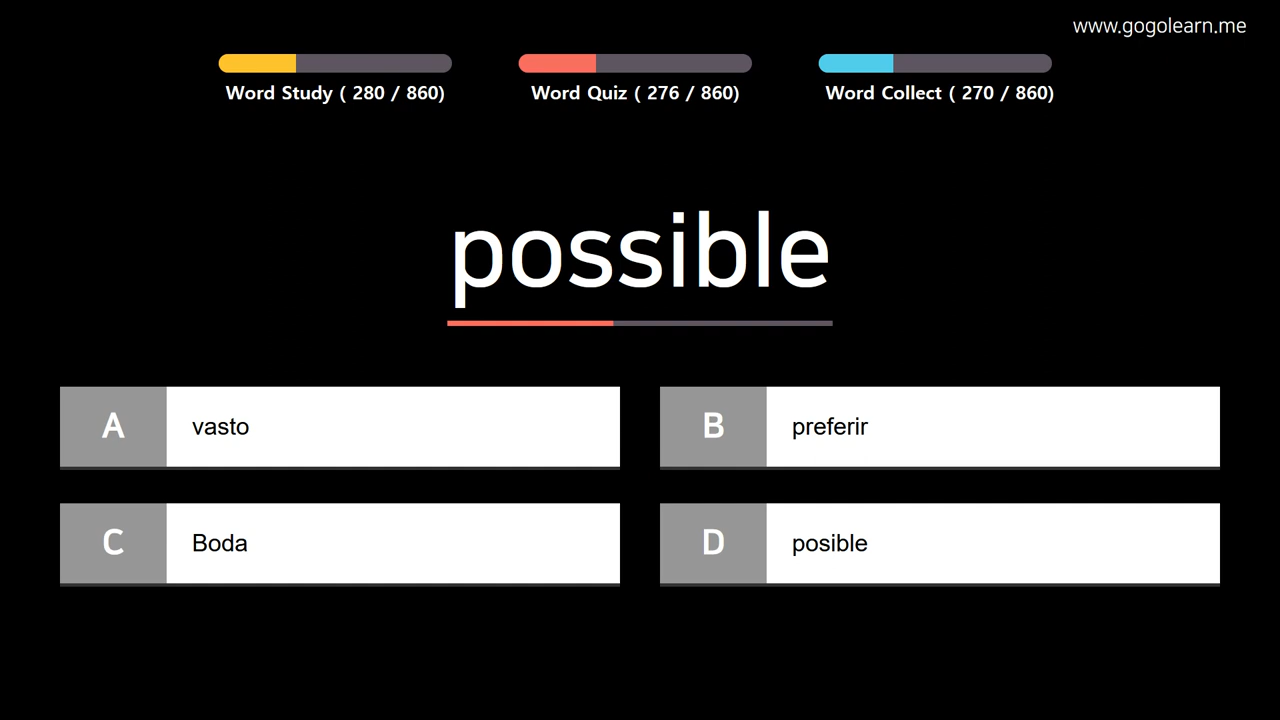 www.gogolearn.me
Word Study ( 280 / 860)
Word Quiz ( 276 / 860)
Word Collect ( 270 / 860)
possible
A vasto
B preferir
C Boda
D posible